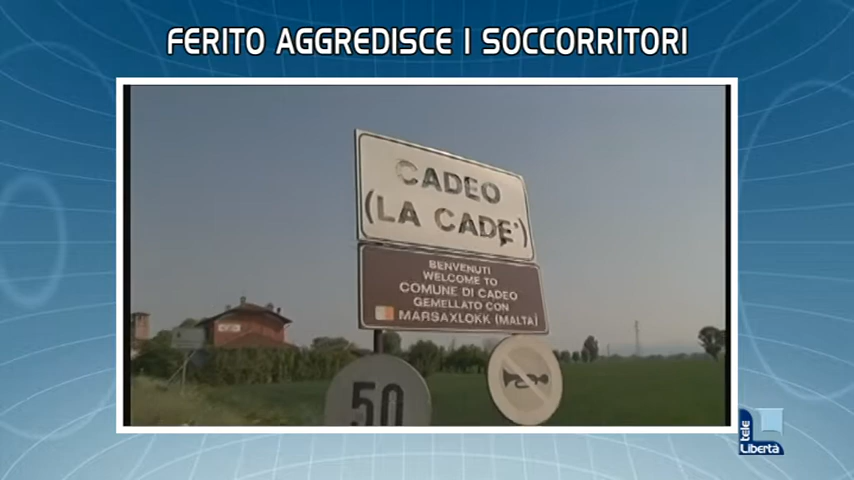 FERITO AGGREDISCE I SOCCORRITORI
CADEO
(LA CADE')
BENVENUTI
WELCOME TO
COMUNE DI CADEO
GEMELLATO CON
MARSAXLOKK (MALTA)
50
tele
Libertà